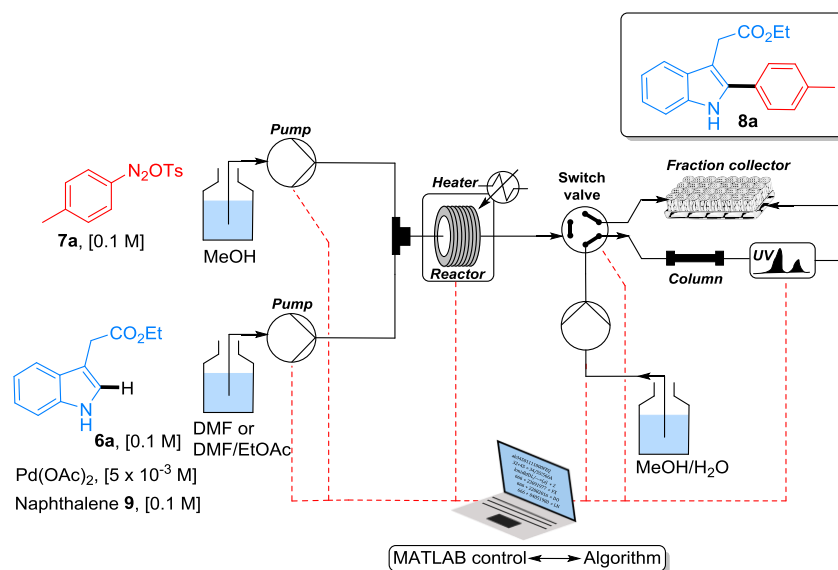 CO₂Et
N
H
8a
Pump
N₂OTs
7a, [0.1 M]
MeOH
Heater
Reactor
Switch
valve
Fraction collector
Column
UV
Pump
CO₂Et
H
N
H
6a, [0.1 M]
Pd(OAc)₂, [5 x 10⁻³ M]
Naphthalene 9, [0.1 M]
DMF or
DMF/EtOAc
MeOH/H₂O
MATLAB control
Algorithm